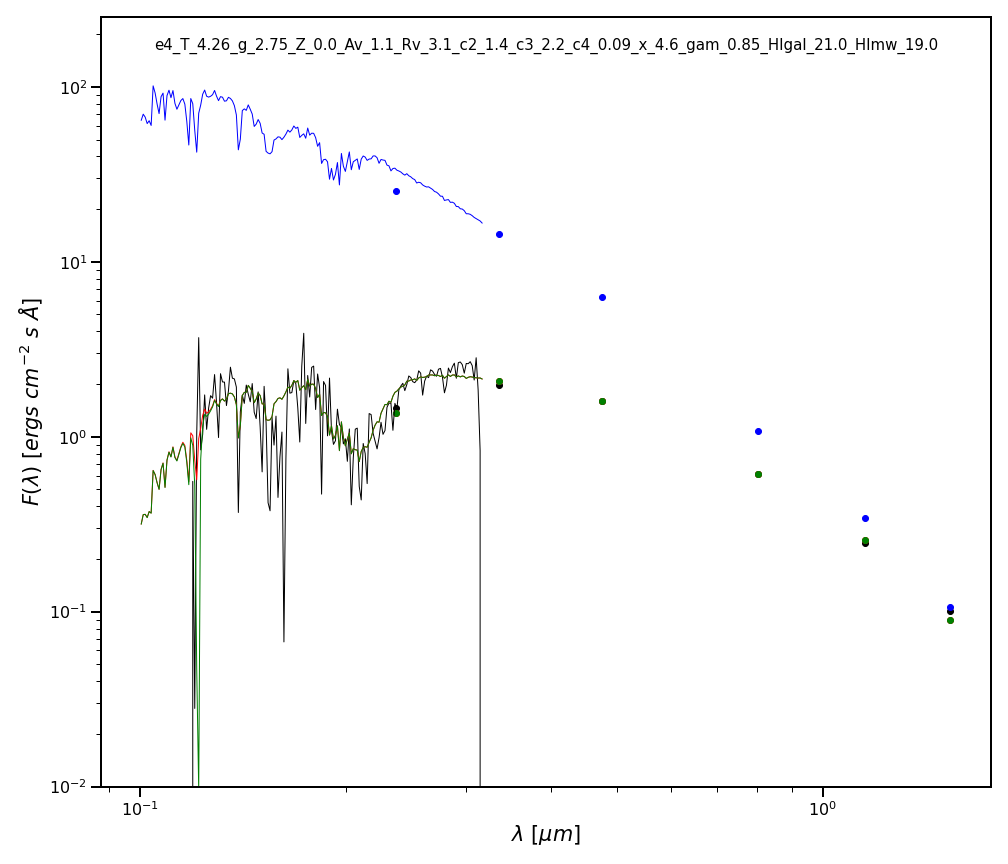 e4_T_4.26_g_2.75_Z_0.0_Av_1.1_Rv_3.1_c2_1.4_c3_2.2_c4_0.09_x_4.6_gam_0.85_HIgal_21.0_HImw_19.0
10²
10¹
10⁰
10⁻¹
10⁻²
F(λ) [ergs cm⁻² s Å]
10⁻¹
10⁰
λ [μm]